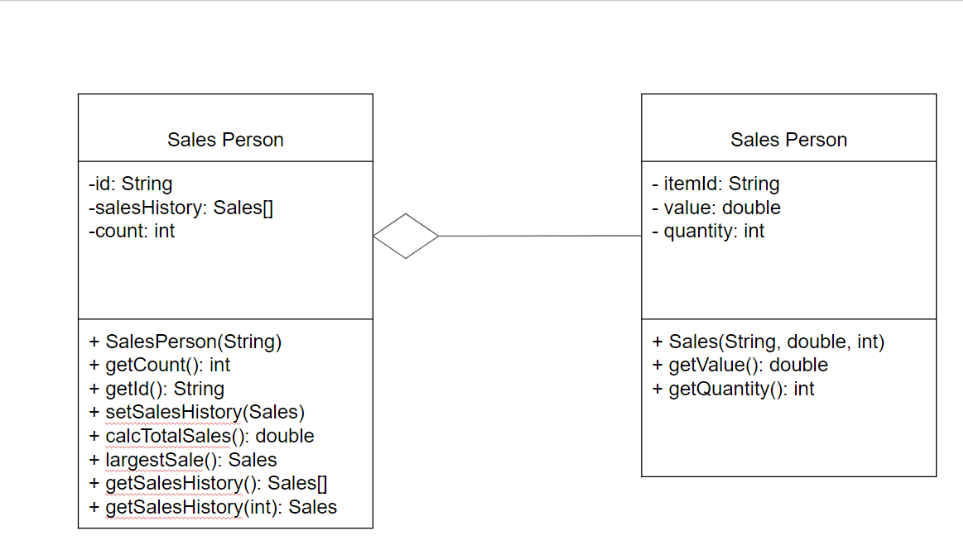 Sales Person
-id: String
-salesHistory: Sales[]
-count: int
+ SalesPerson(String)
+ getCount(): int
+ getId(): String
+ setSalesHistory(Sales)
+ calcTotalSales(): double
+ largestSale(): Sales
+ getSalesHistory(): Sales[]
+ getSalesHistory(int): Sales
Sales Person
- itemId: String
- value: double
- quantity: int
+ Sales(String, double, int)
+ getValue(): double
+ getQuantity(): int